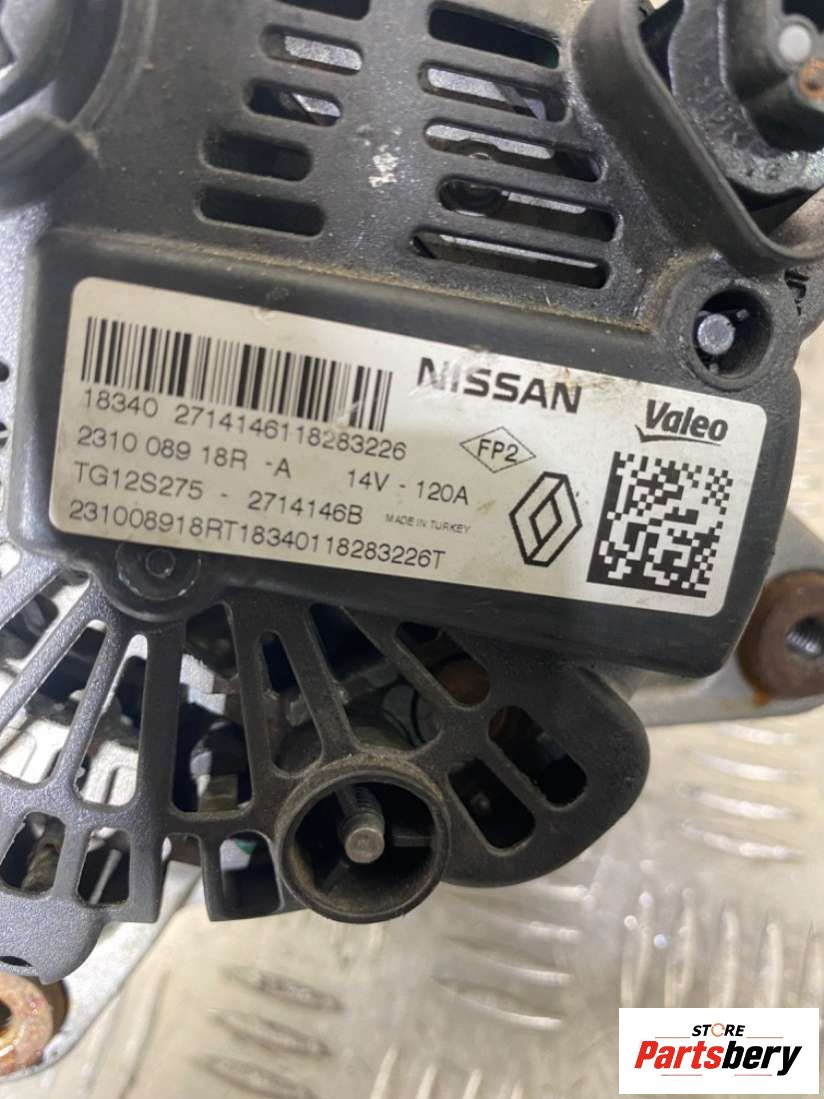 NISSAN
Valeo
18340 2714146118283226
2310 089 18R -A 14V - 120A
FP2
TG12S275 - 2714146B MADE IN TURKEY
231008918RT18340118283226T
STORE
Partsbery